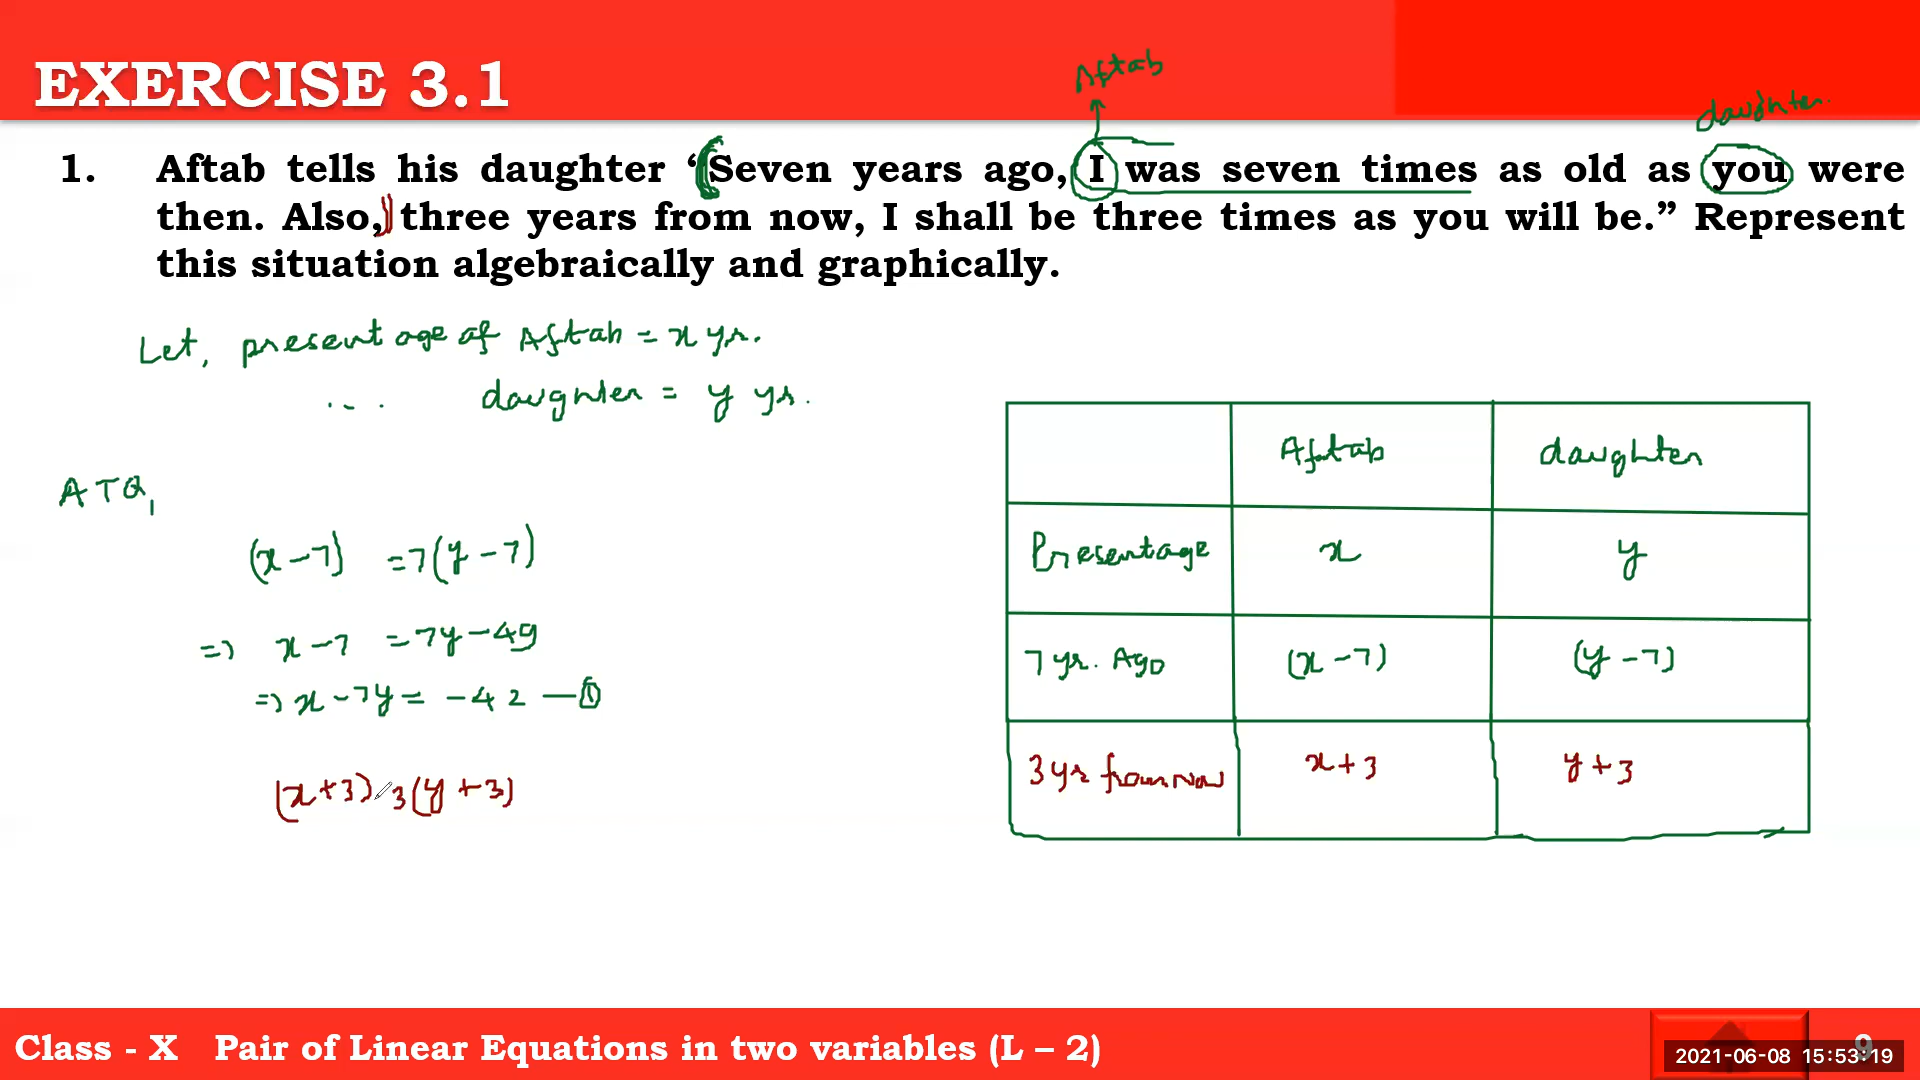 EXERCISE 3.1
Aftab
daughter
1. Aftab tells his daughter “Seven years ago, I was seven times as old as you were
then. Also, three years from now, I shall be three times as you will be.” Represent
this situation algebraically and graphically.
Let, present age of Aftab = x yr.
... daughter = y yr.
ATQ,
(x-7) = 7(y-7)
=> x-7 = 7y-49
=> x-7y = -42 —①
(x+3) 3(y+3)
Aftab daughter
Present age x y
7 yr. Ago (x-7) (y-7)
3 yr from now x+3 y+3
Class - X Pair of Linear Equations in two variables (L – 2)
9
2021-06-08 15:53:19